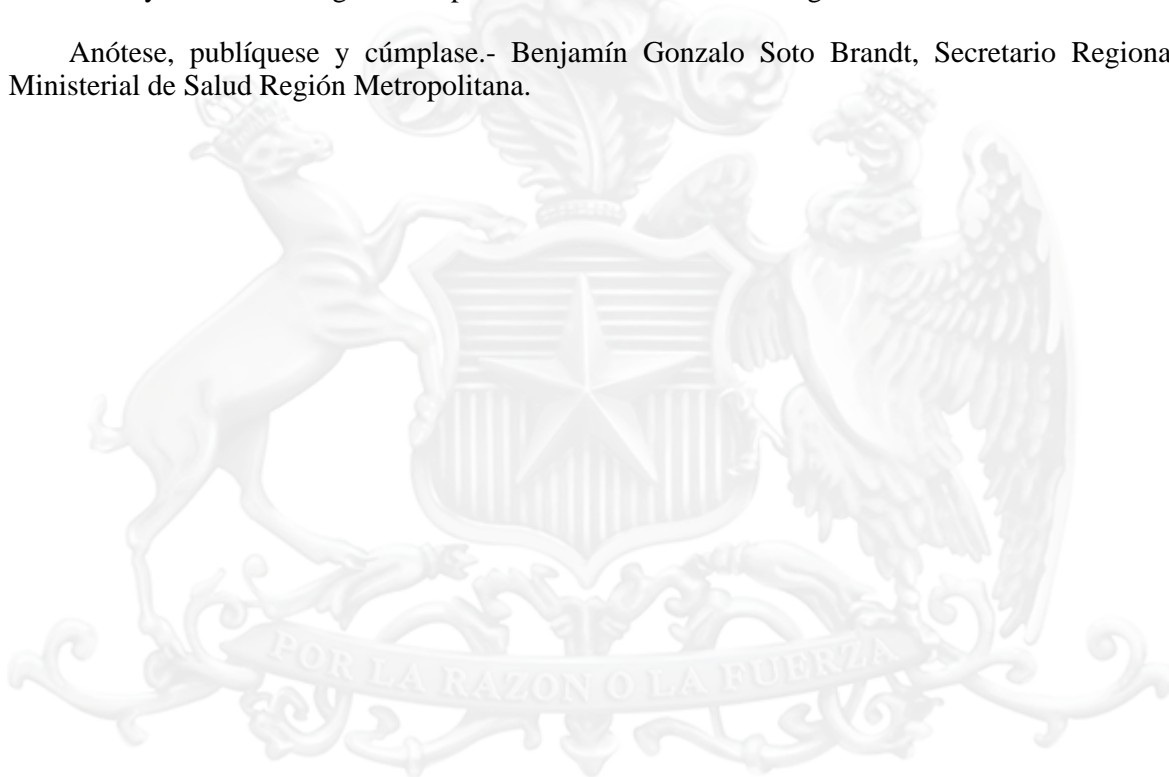 Anótese, publíquese y cúmplase.- Benjamín Gonzalo Soto Brandt, Secretario Regiona
Ministerial de Salud Región Metropolitana.
POR LA RAZON O LA FUERZA